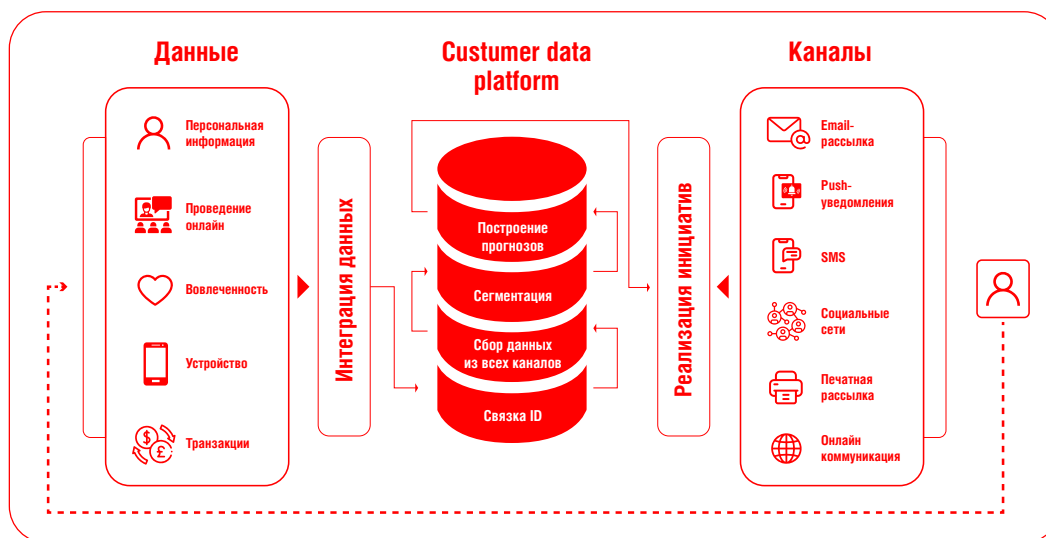 Данные
Персональная
информация
Проведение
онлайн
Вовлеченность
Устройство
Транзакции
Интеграция данных
Custumer data
platform
Построение
прогнозов
Сегментация
Сбор данных
из всех каналов
Связка ID
Реализация инициатив
Каналы
Email-
рассылка
Push-
уведомления
SMS
Социальные
сети
Печатная
рассылка
Онлайн
коммуникация